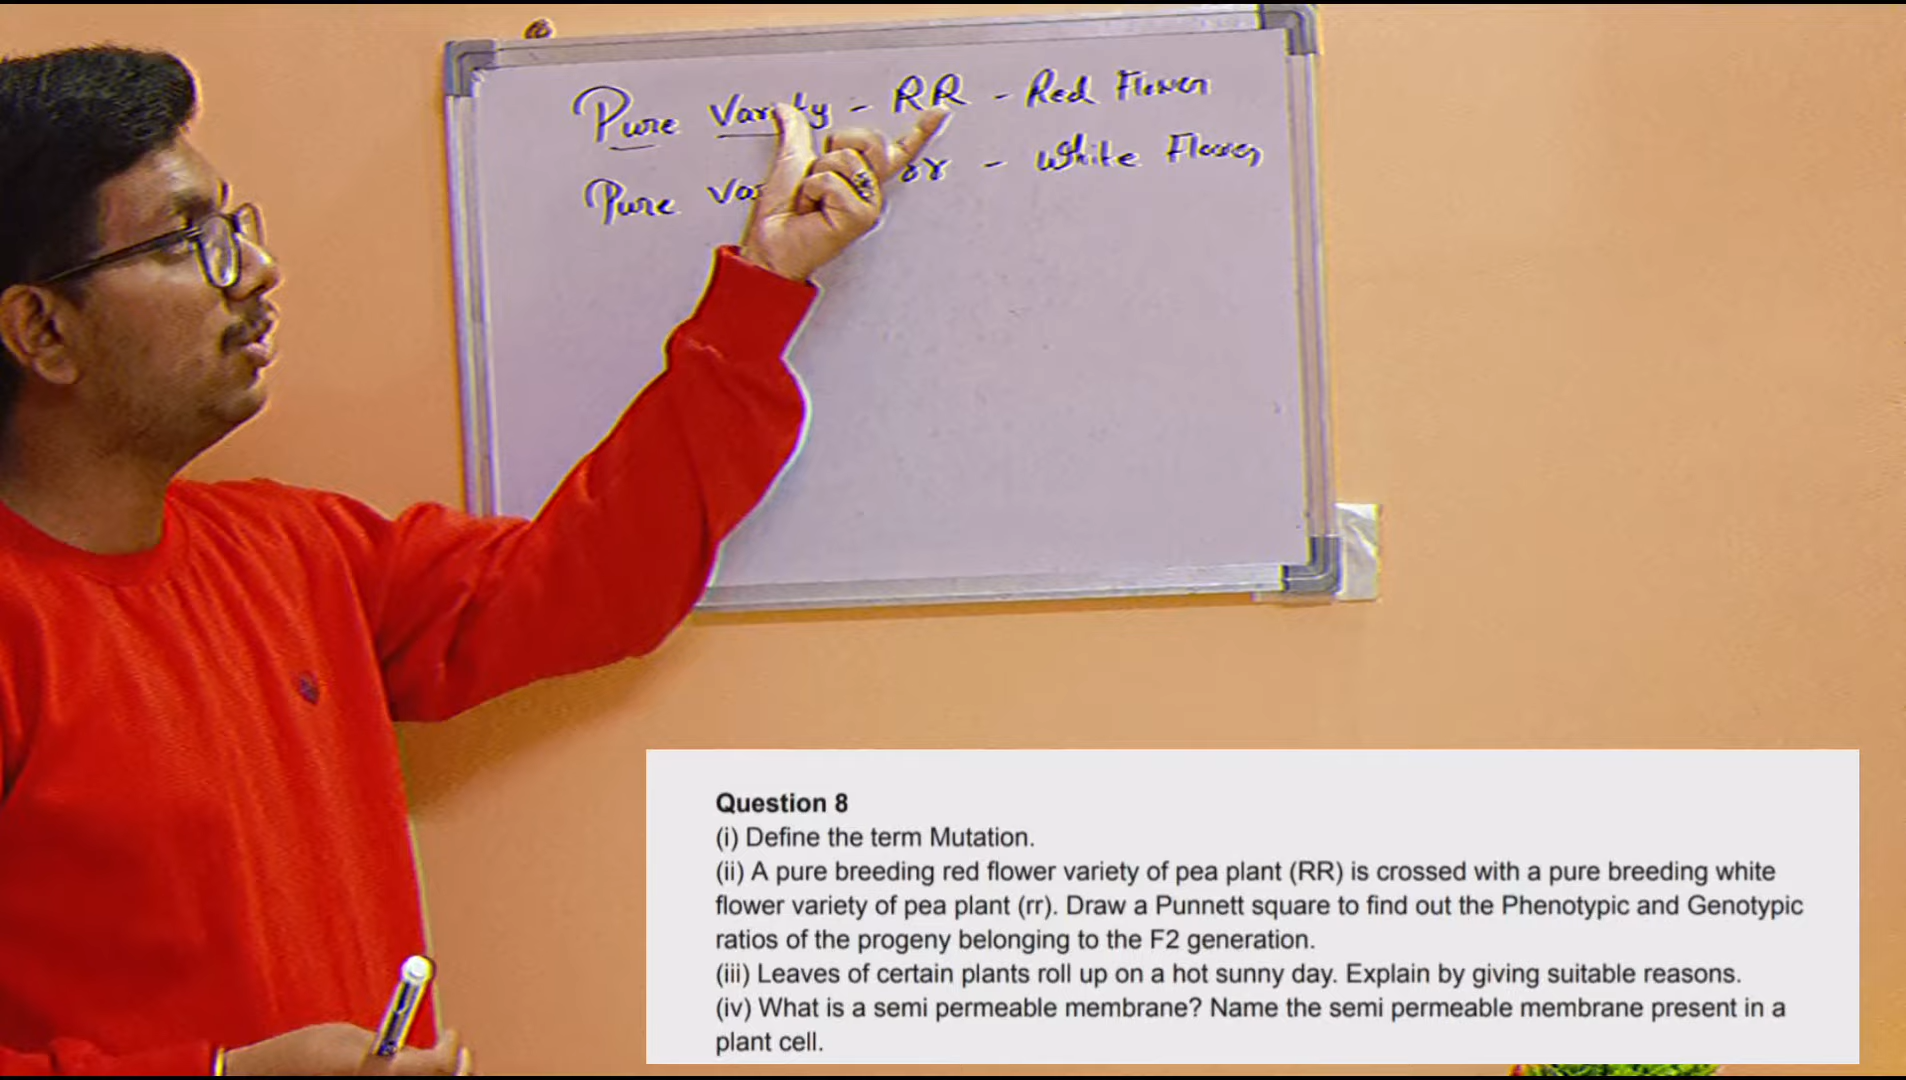 Pure Variety - RR - Red Flower
Pure Va rr - White Flower
Question 8
(i) Define the term Mutation.
(ii) A pure breeding red flower variety of pea plant (RR) is crossed with a pure breeding white
flower variety of pea plant (rr). Draw a Punnett square to find out the Phenotypic and Genotypic
ratios of the progeny belonging to the F2 generation.
(iii) Leaves of certain plants roll up on a hot sunny day. Explain by giving suitable reasons.
(iv) What is a semi permeable membrane? Name the semi permeable membrane present in a
plant cell.